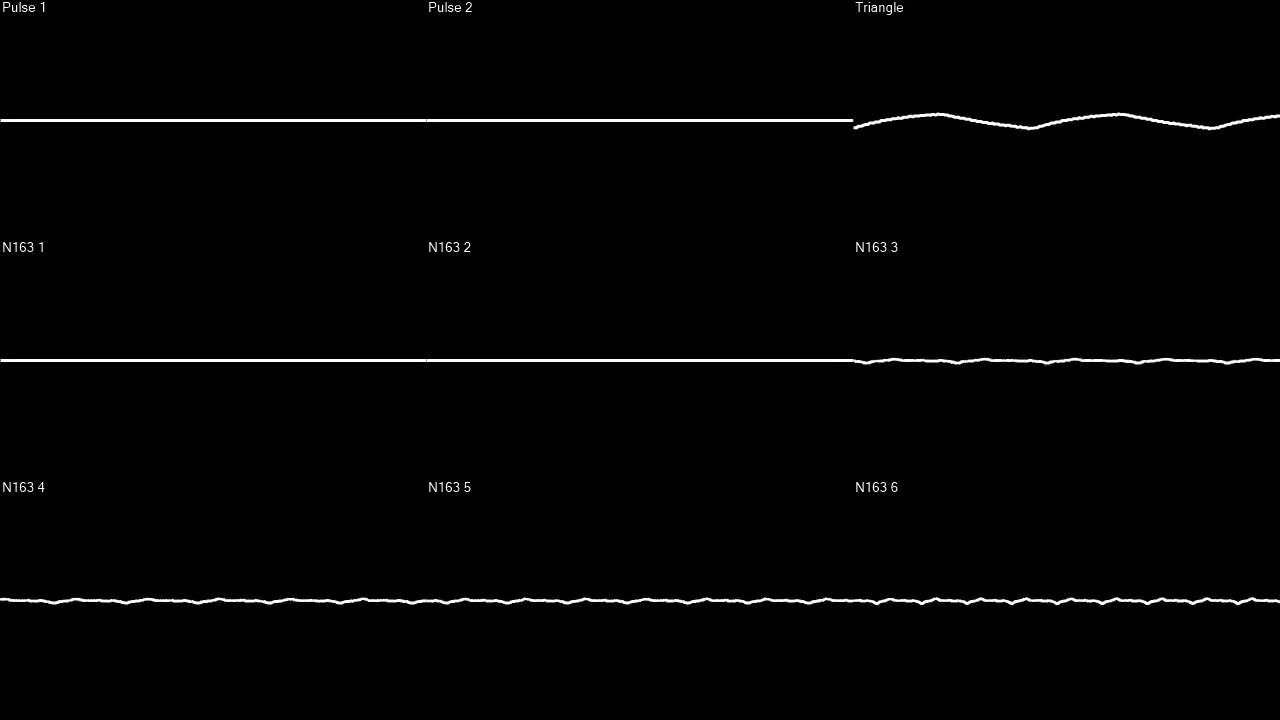 Pulse 1
Pulse 2
Triangle
N163 1
N163 2
N163 3
N163 4
N163 5
N163 6